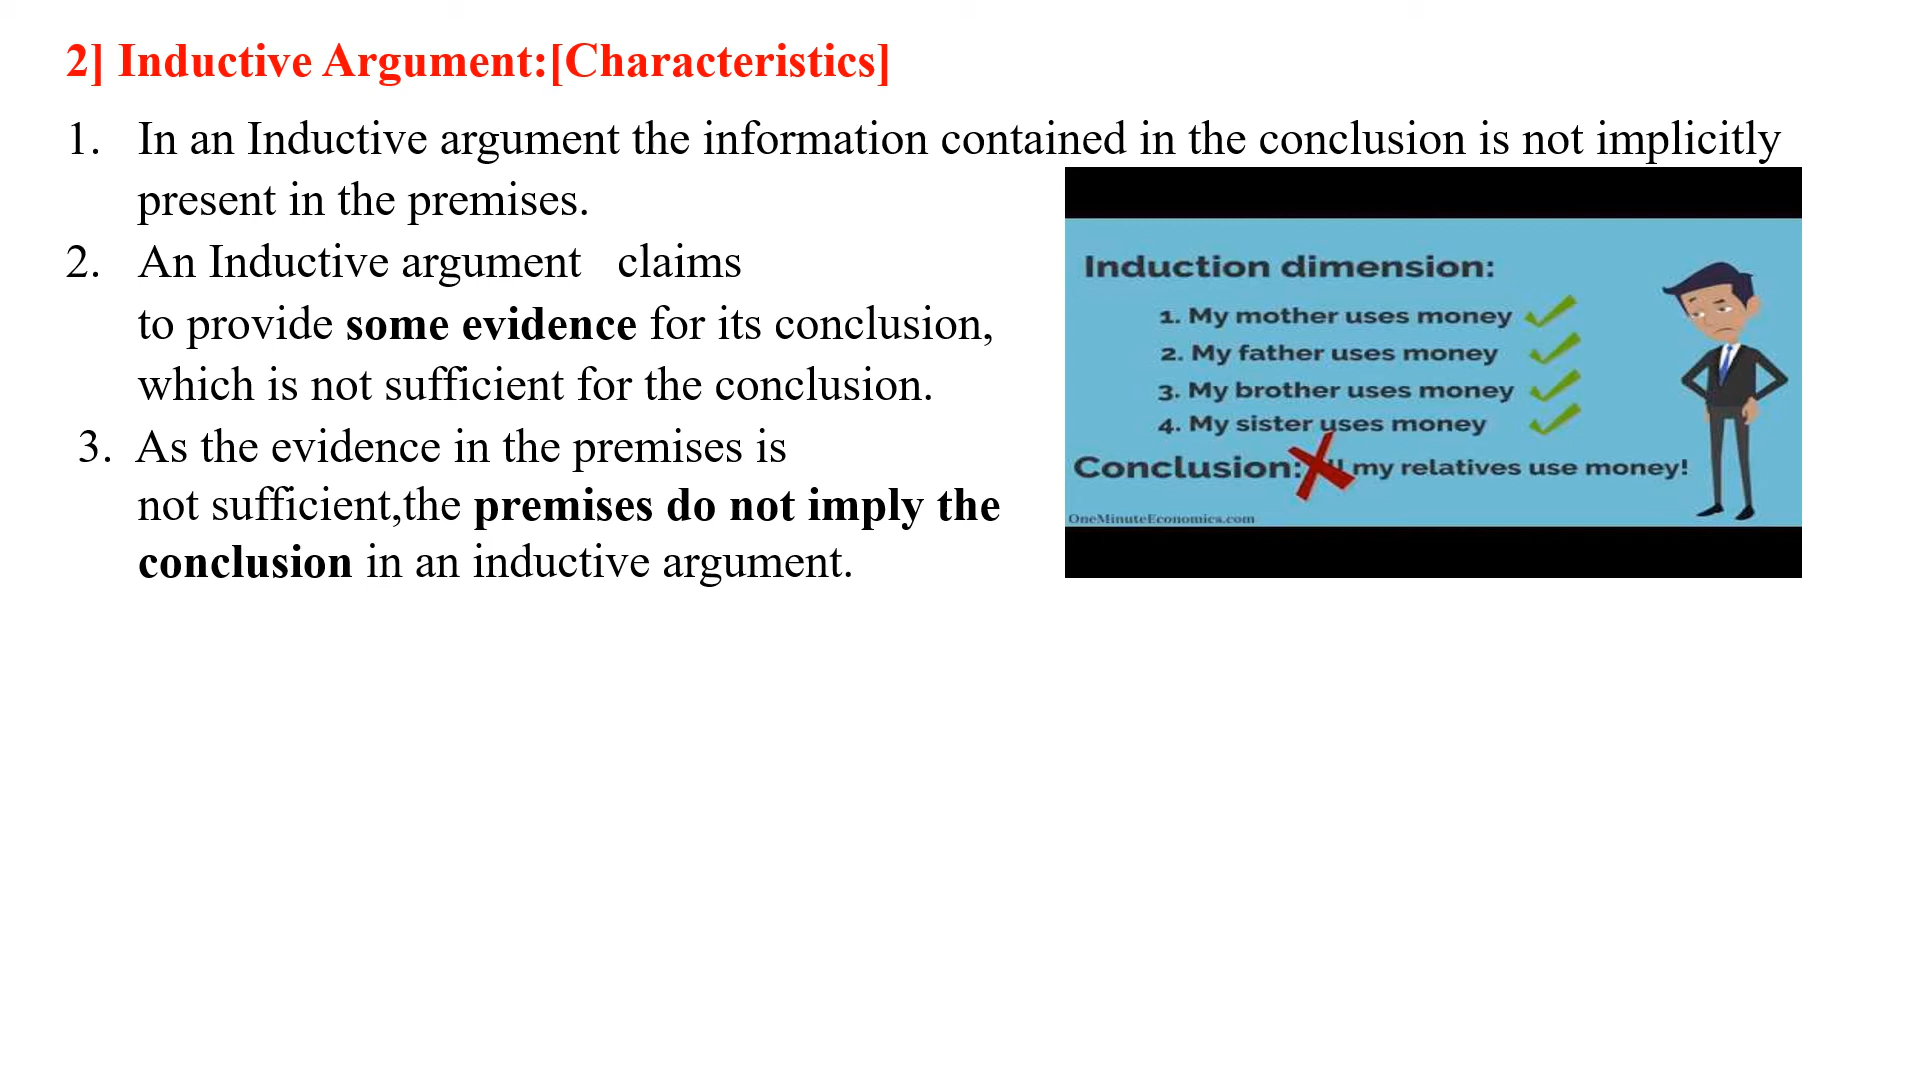 2] Inductive Argument:[Characteristics]
1. In an Inductive argument the information contained in the conclusion is not implicitly
present in the premises.
2. An Inductive argument claims
to provide some evidence for its conclusion,
which is not sufficient for the conclusion.
3. As the evidence in the premises is
not sufficient,the premises do not imply the
conclusion in an inductive argument.
Induction dimension:
1. My mother uses money
2. My father uses money
3. My brother uses money
4. My sister uses money
Conclusion: my relatives use money!
OneMinuteEconomics.com